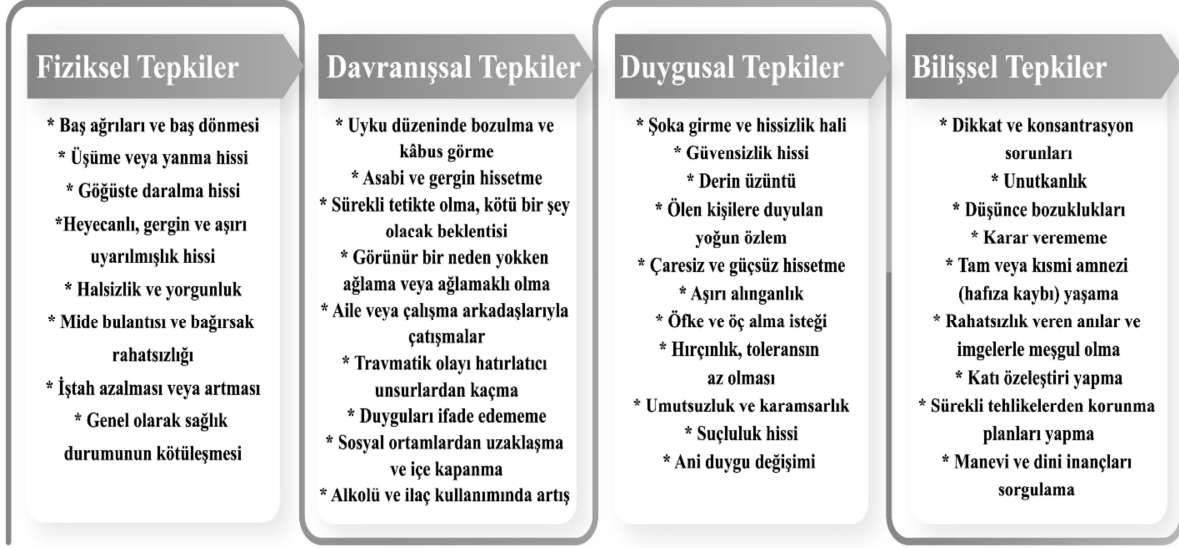 Fiziksel Tepkiler
* Baş ağrıları ve baş dönmesi
* Üşüme veya yanma hissi
* Göğüste daralma hissi
*Heyecanlı, gergin ve aşırı
uyarılmışlık hissi
* Halsizlik ve yorgunluk
* Mide bulantısı ve bağırsak
rahatsızlığı
* İştah azalması veya artması
* Genel olarak sağlık
durumunun kötüleşmesi
Davranışsal Tepkiler
* Uyku düzeninde bozulma ve
kâbus görme
* Asabi ve gergin hissetme
* Sürekli tetikte olma, kötü bir şey
olacak beklentisi
* Görünür bir neden yokken
ağlama veya ağlamaklı olma
* Aile veya çalışma arkadaşlarıyla
çatışmalar
* Travmatik olayı hatırlatıcı
unsurlardan kaçma
* Duyguları ifade edememe
* Sosyal ortamlardan uzaklaşma
ve içe kapanma
* Alkolü ve ilaç kullanımında artış
Duygusal Tepkiler
* Şoka girme ve hissizlik hali
* Güvensizlik hissi
* Derin üzüntü
* Ölen kişilere duyulan
yoğun özlem
* Çaresiz ve güçsüz hissetme
* Aşırı alınganlık
* Öfke ve öç alma isteği
* Hırçınlık, toleransın
az olması
* Umutsuzluk ve karamsarlık
* Suçluluk hissi
* Ani duygu değişimi
Bilişsel Tepkiler
* Dikkat ve konsantrasyon
sorunları
* Unutkanlık
* Düşünce bozuklukları
* Karar verememe
* Tam veya kısmi amnezi
(hafıza kaybı) yaşama
* Rahatsızlık veren anılar ve
imgelerle meşgul olma
* Katı özeleştiri yapma
* Sürekli tehlikelerden korunma
planları yapma
* Manevi ve dini inançları
sorgulama